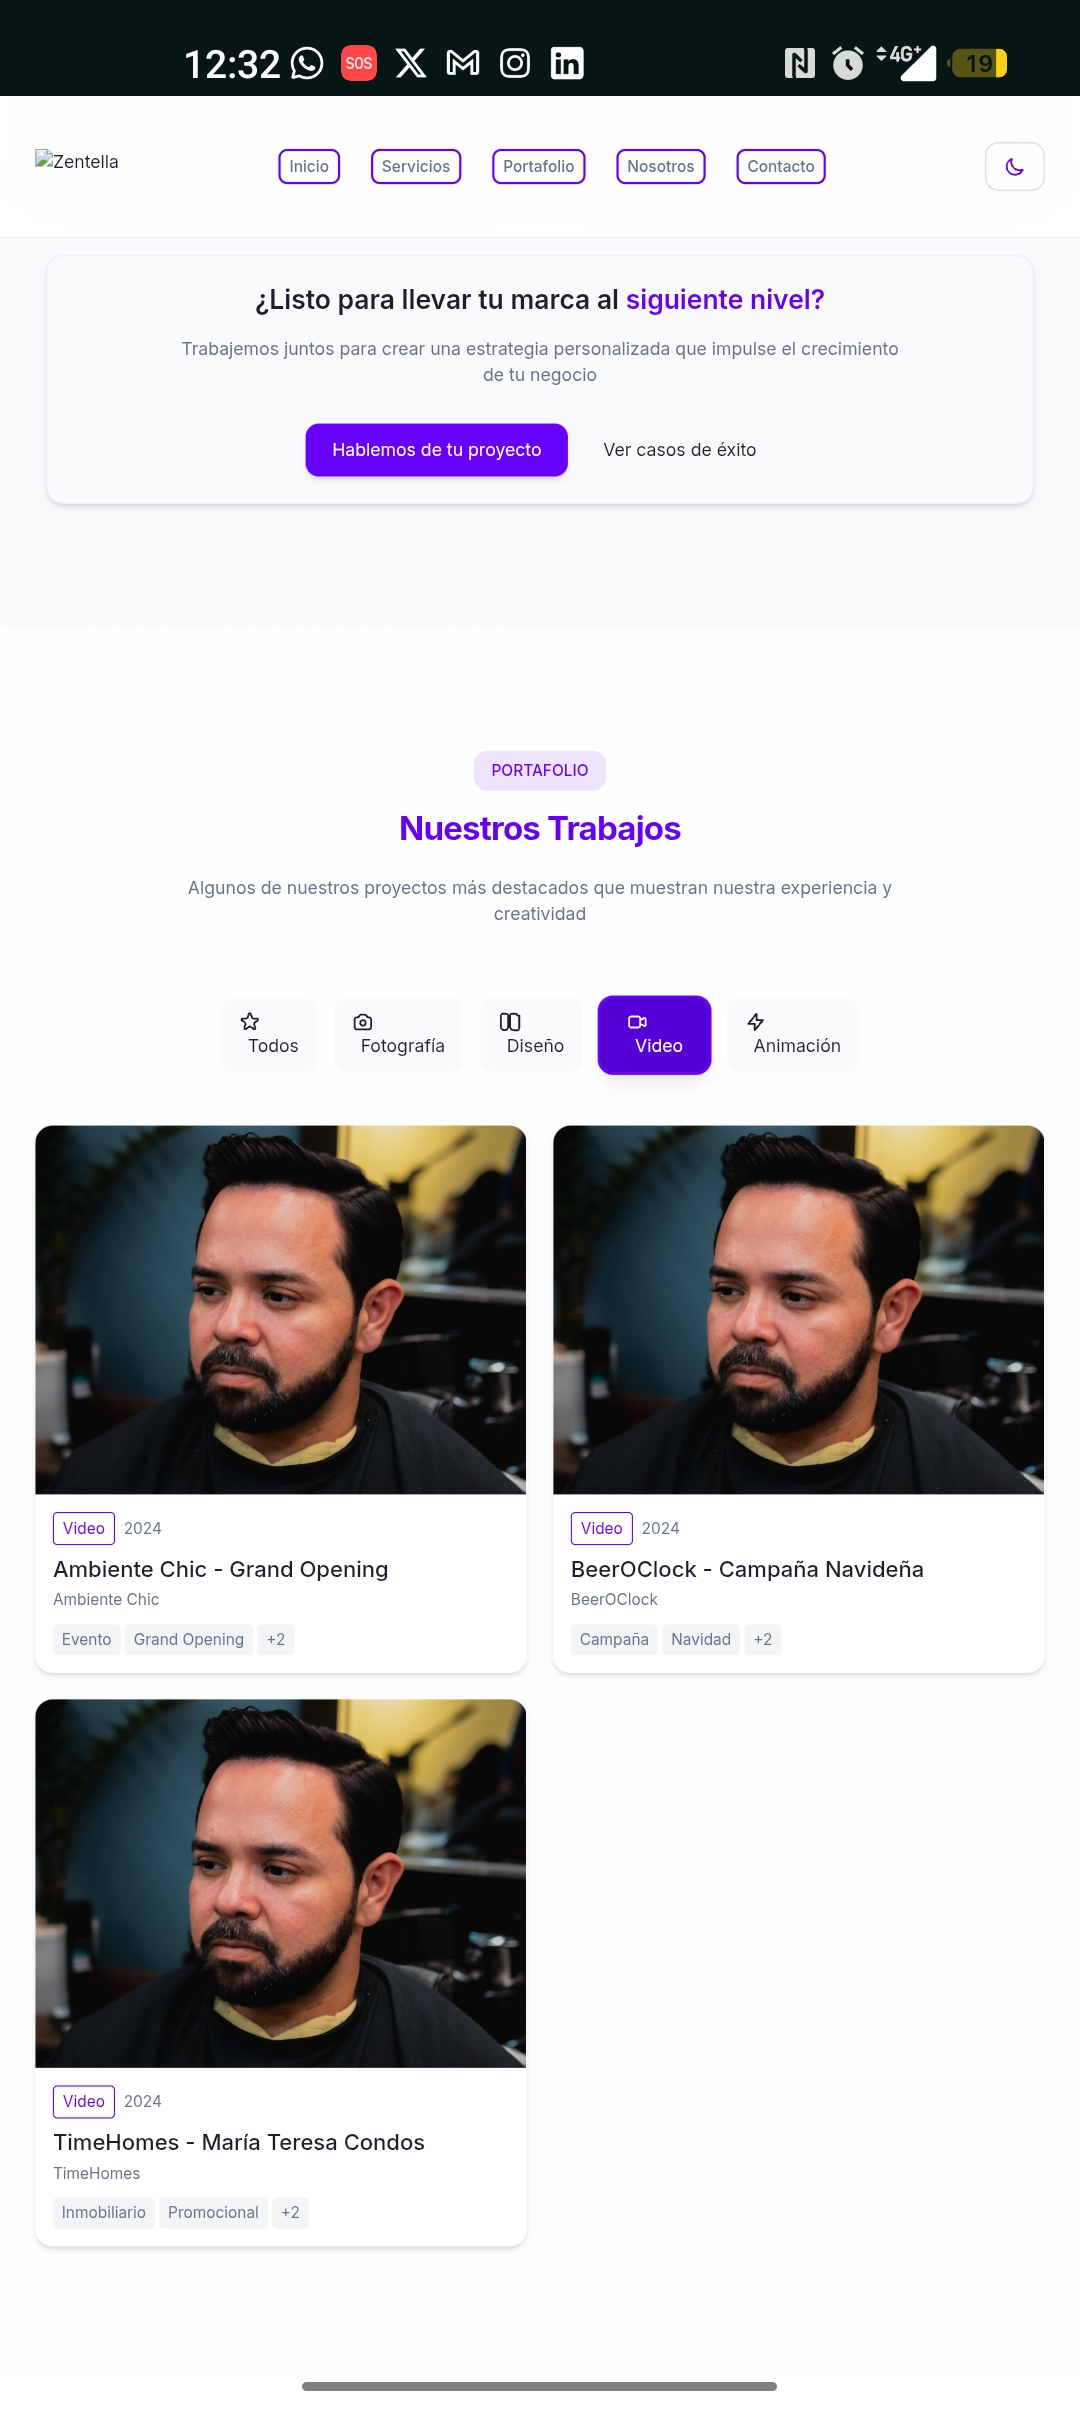 12:32 SOS 4G+ 19
Zentella Inicio Servicios Portafolio Nosotros Contacto
¿Listo para llevar tu marca al siguiente nivel?
Trabajemos juntos para crear una estrategia personalizada que impulse el crecimiento
de tu negocio
Hablemos de tu proyecto Ver casos de éxito
PORTAFOLIO
Nuestros Trabajos
Algunos de nuestros proyectos más destacados que muestran nuestra experiencia y
creatividad
Todos Fotografía Diseño Video Animación
Video 2024
Ambiente Chic - Grand Opening
Ambiente Chic
Evento Grand Opening +2
Video 2024
BeerOClock - Campaña Navideña
BeerOClock
Campaña Navidad +2
Video 2024
TimeHomes - María Teresa Condos
TimeHomes
Inmobiliario Promocional +2